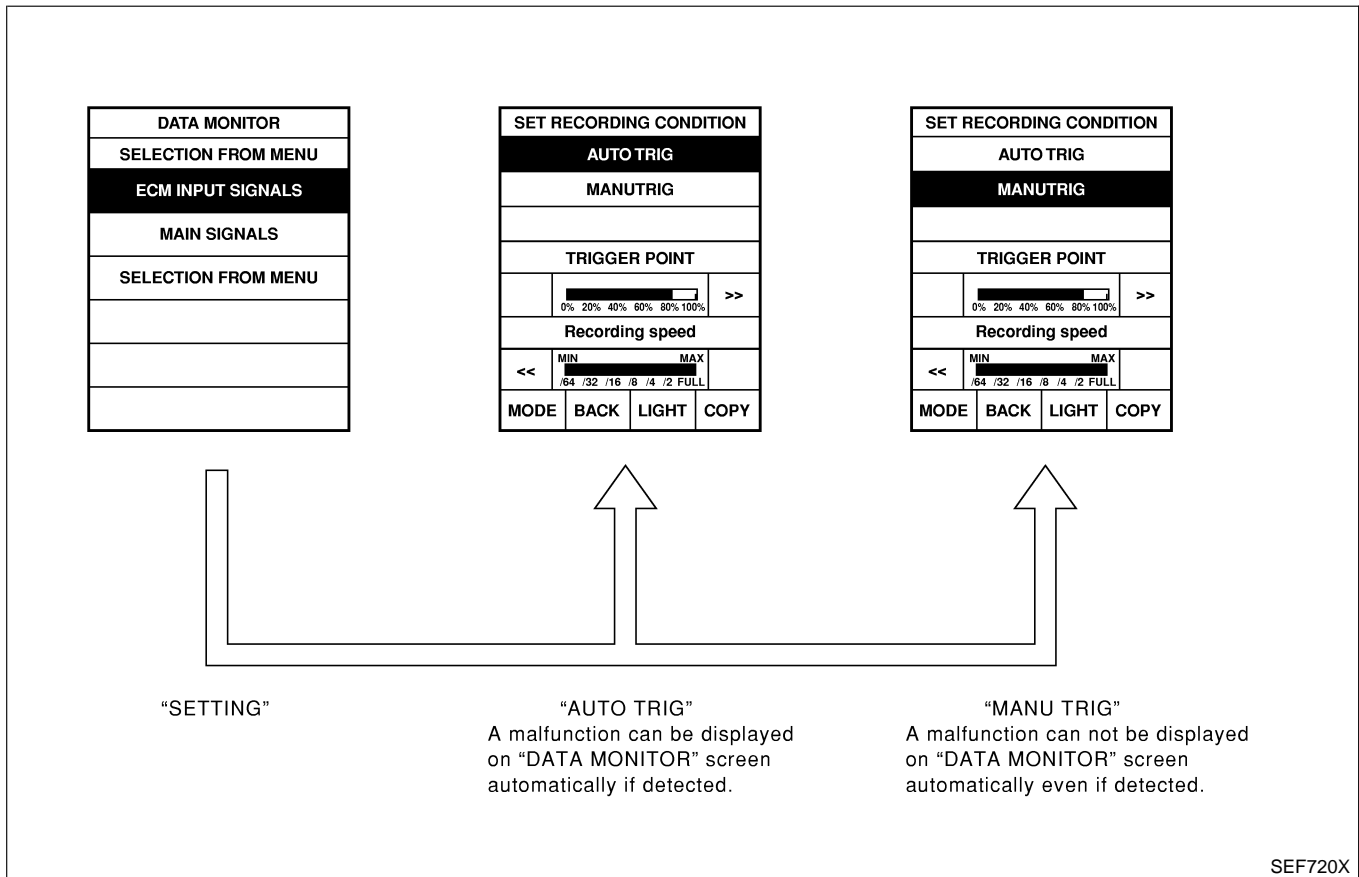 DATA MONITOR
SELECTION FROM MENU
ECM INPUT SIGNALS
MAIN SIGNALS
SELECTION FROM MENU
SET RECORDING CONDITION
AUTO TRIG
MANUTRIG
TRIGGER POINT
>>
0% 20% 40% 60% 80% 100%
Recording speed
MIN MAX
<<
/64 /32 /16 /8 /4 /2 FULL
MODE BACK LIGHT COPY
SET RECORDING CONDITION
AUTO TRIG
MANUTRIG
TRIGGER POINT
>>
0% 20% 40% 60% 80% 100%
Recording speed
MIN MAX
<<
/64 /32 /16 /8 /4 /2 FULL
MODE BACK LIGHT COPY
“SETTING”
“AUTO TRIG”
A malfunction can be displayed
on “DATA MONITOR” screen
automatically if detected.
“MANU TRIG”
A malfunction can not be displayed
on “DATA MONITOR” screen
automatically even if detected.
SEF720X